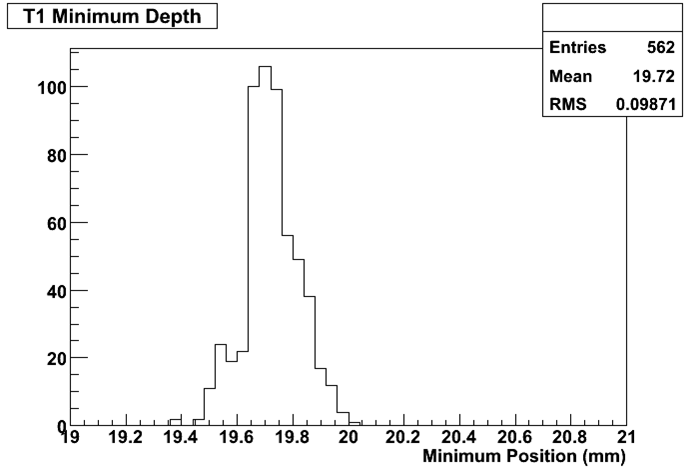 T1 Minimum Depth
Entries 562
Mean 19.72
RMS 0.09871
100
80
60
40
20
0
19 19.2 19.4 19.6 19.8 20 20.2 20.4 20.6 20.8 21
Minimum Position (mm)